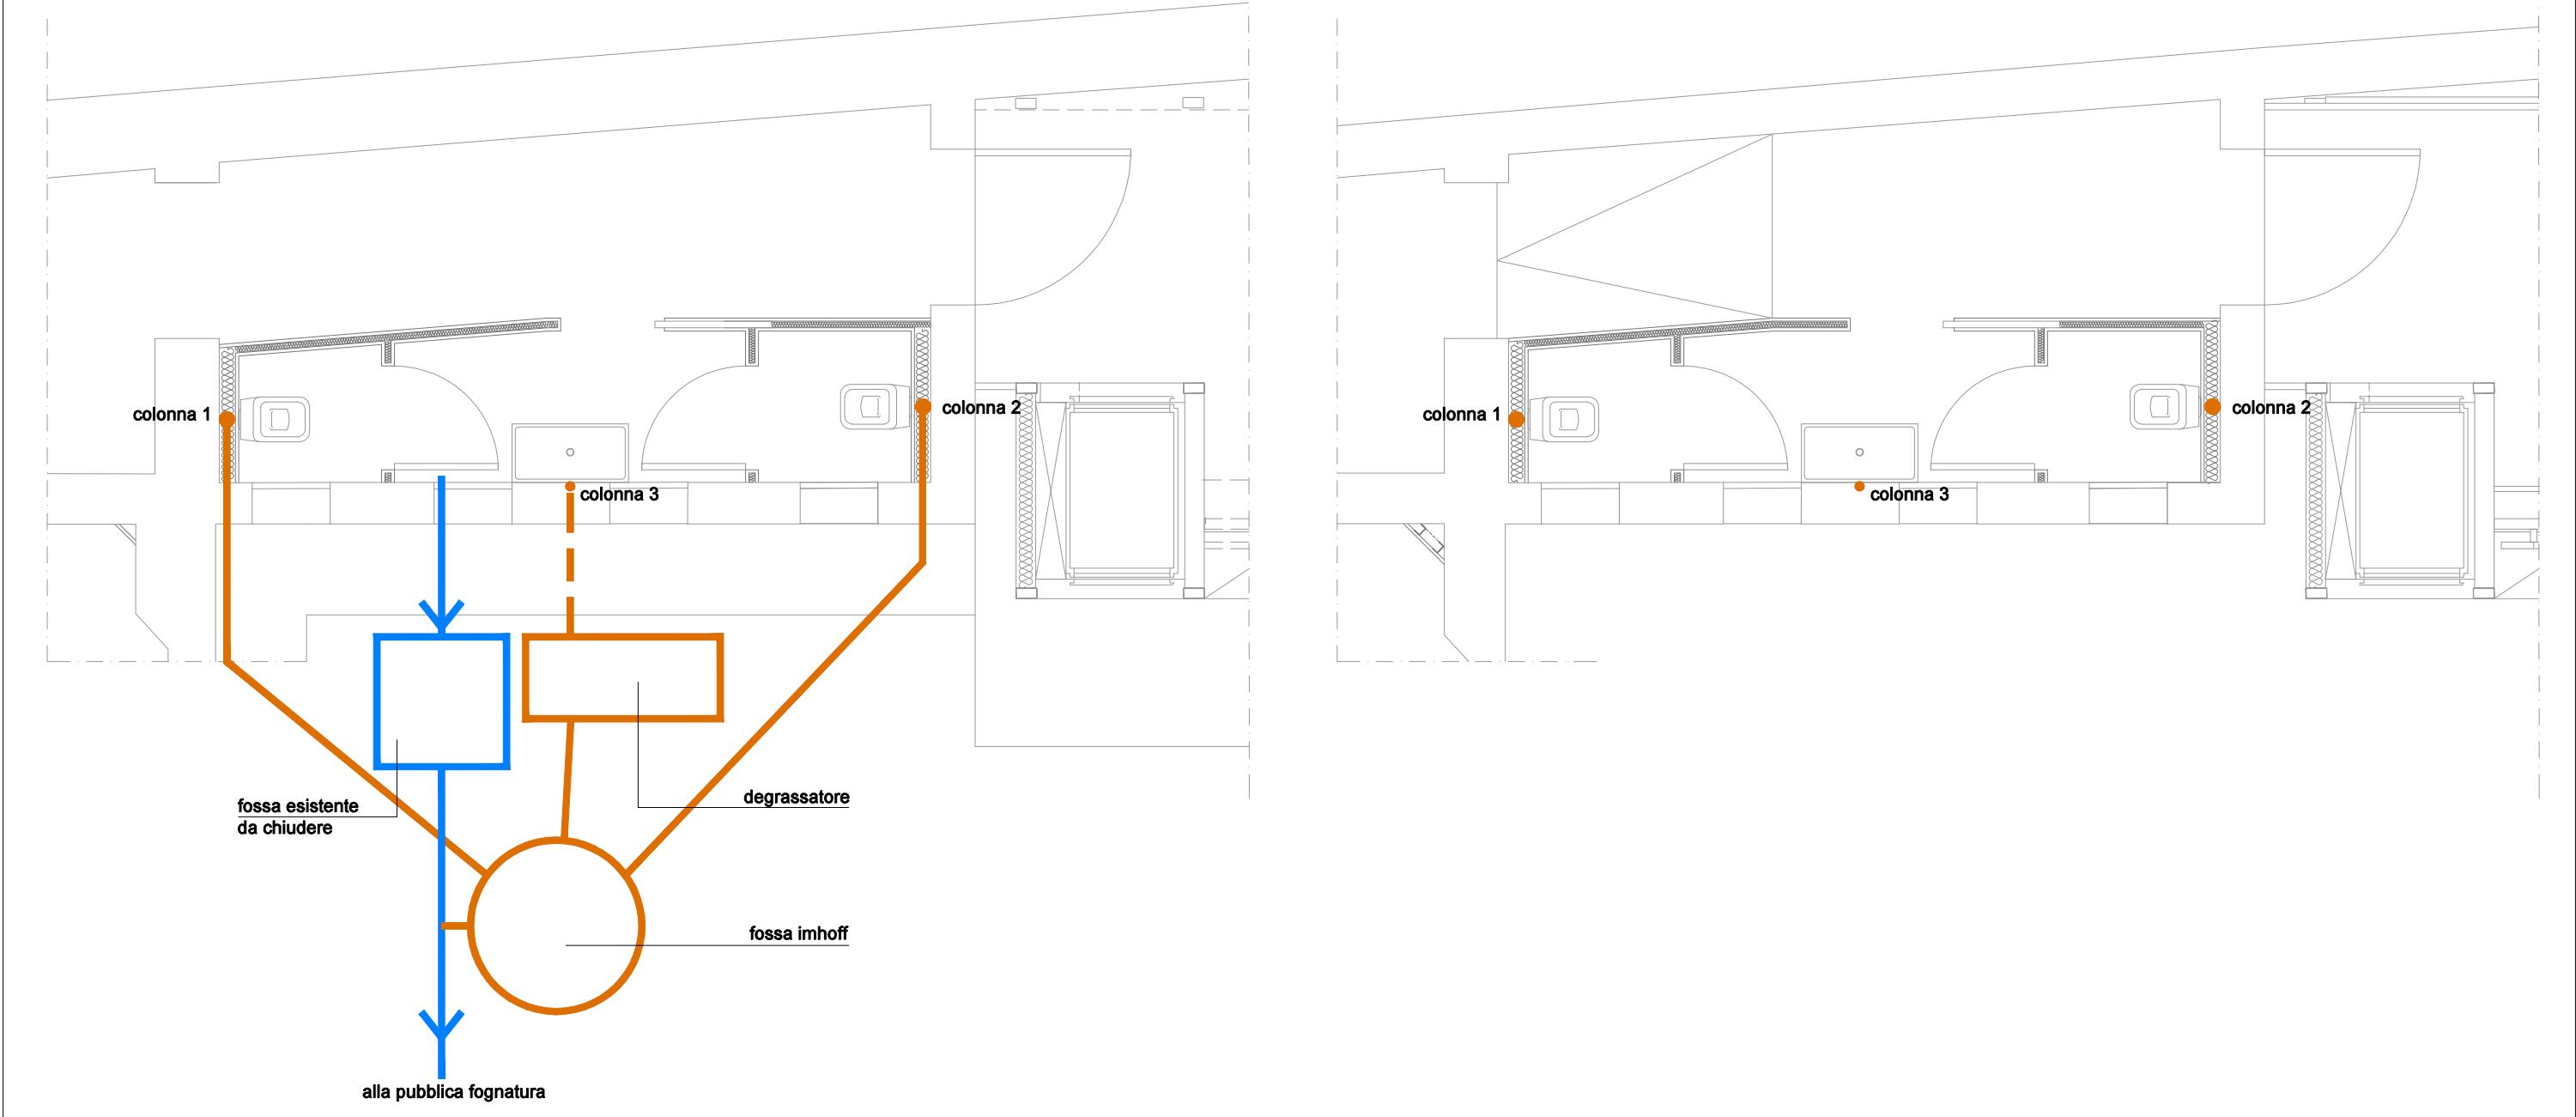 colonna 1
colonna 2
colonna 3
fossa esistente
da chiudere
degrassatore
fossa imhoff
alla pubblica fognatura
colonna 1
colonna 2
colonna 3